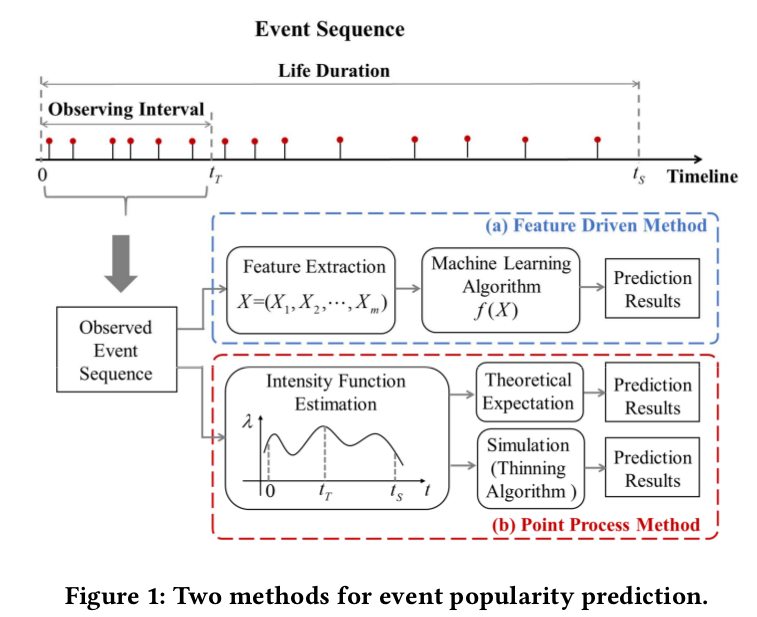 Event Sequence
Life Duration
Observing Interval
0
t_T
t_S
Timeline
(a) Feature Driven Method
Feature Extraction
X=(X_1, X_2, ⋯, X_m)
Machine Learning
Algorithm
f(X)
Prediction
Results
Observed
Event
Sequence
Intensity Function
Estimation
λ
0
t_T
t_S
t
Theoretical
Expectation
Prediction
Results
Simulation
(Thinning
Algorithm )
Prediction
Results
(b) Point Process Method
Figure 1: Two methods for event popularity prediction.